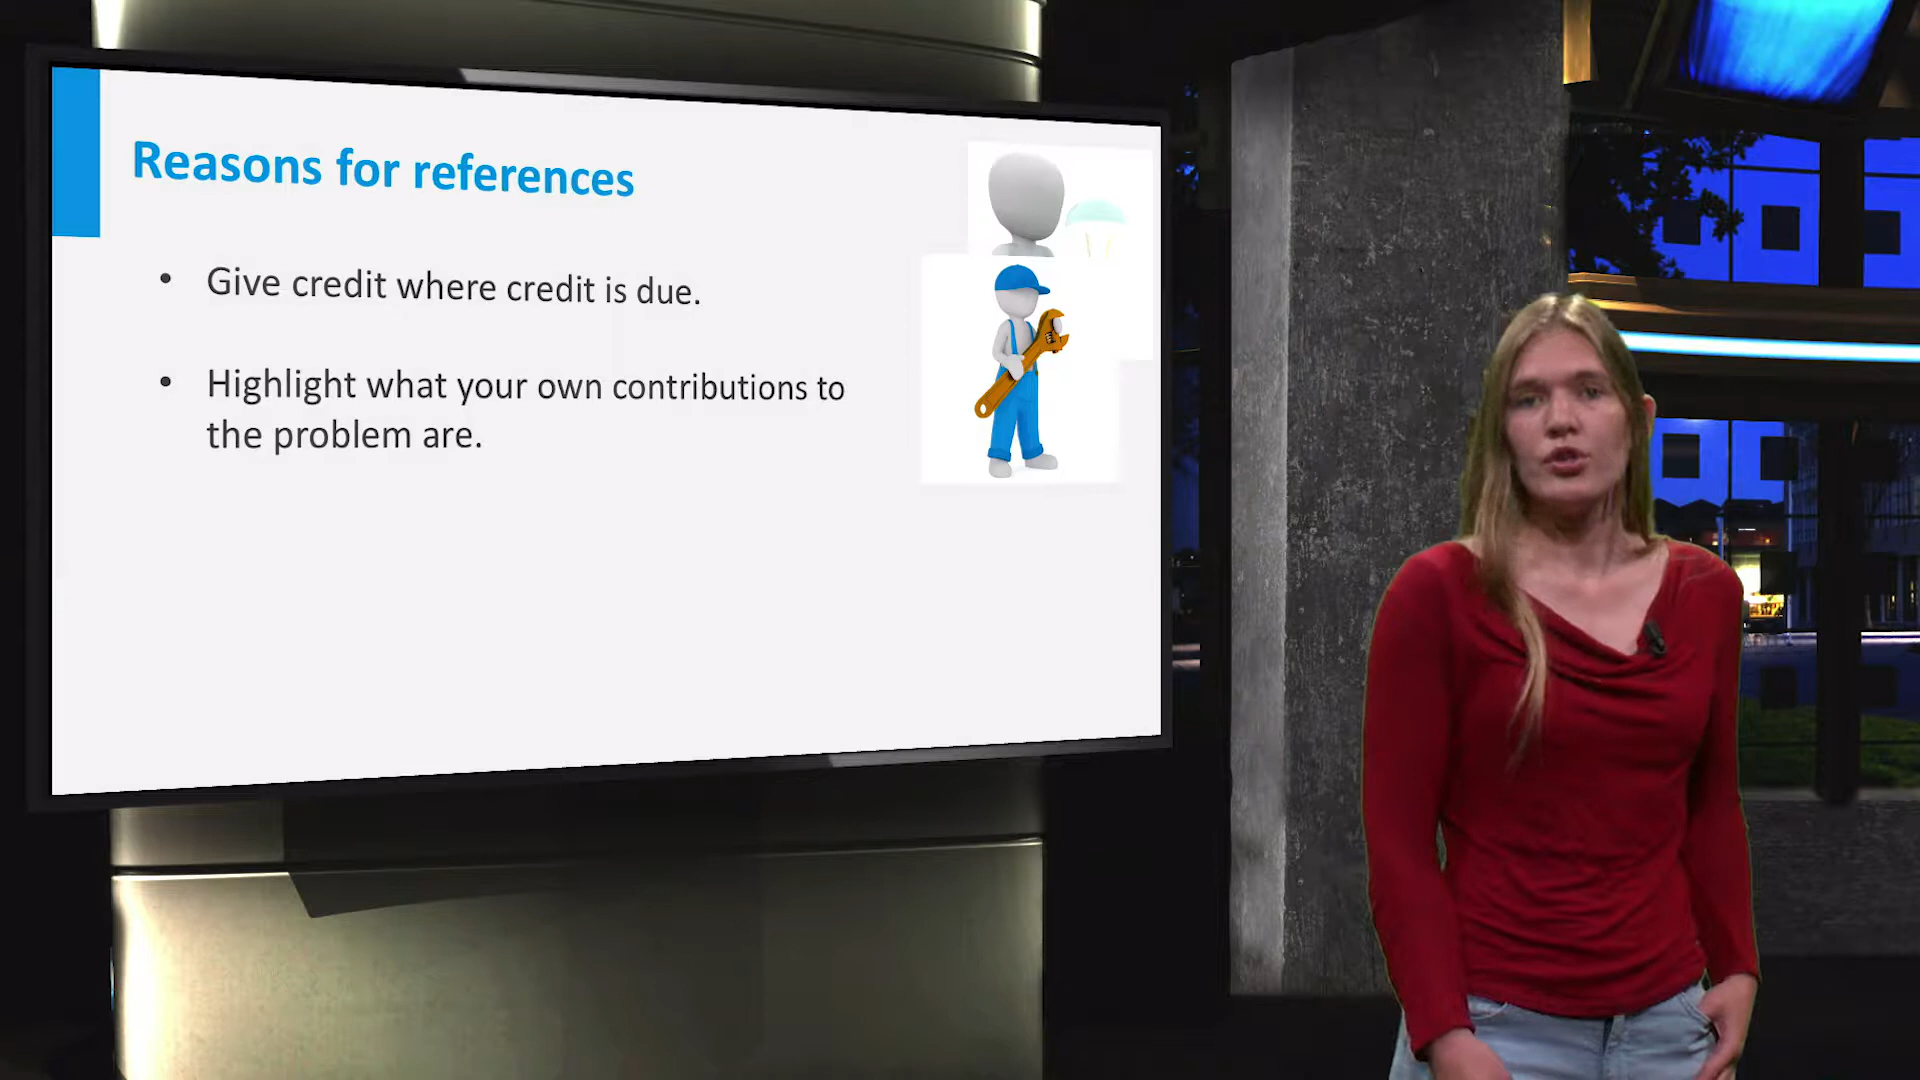 Reasons for references
• Give credit where credit is due.
• Highlight what your own contributions to
the problem are.